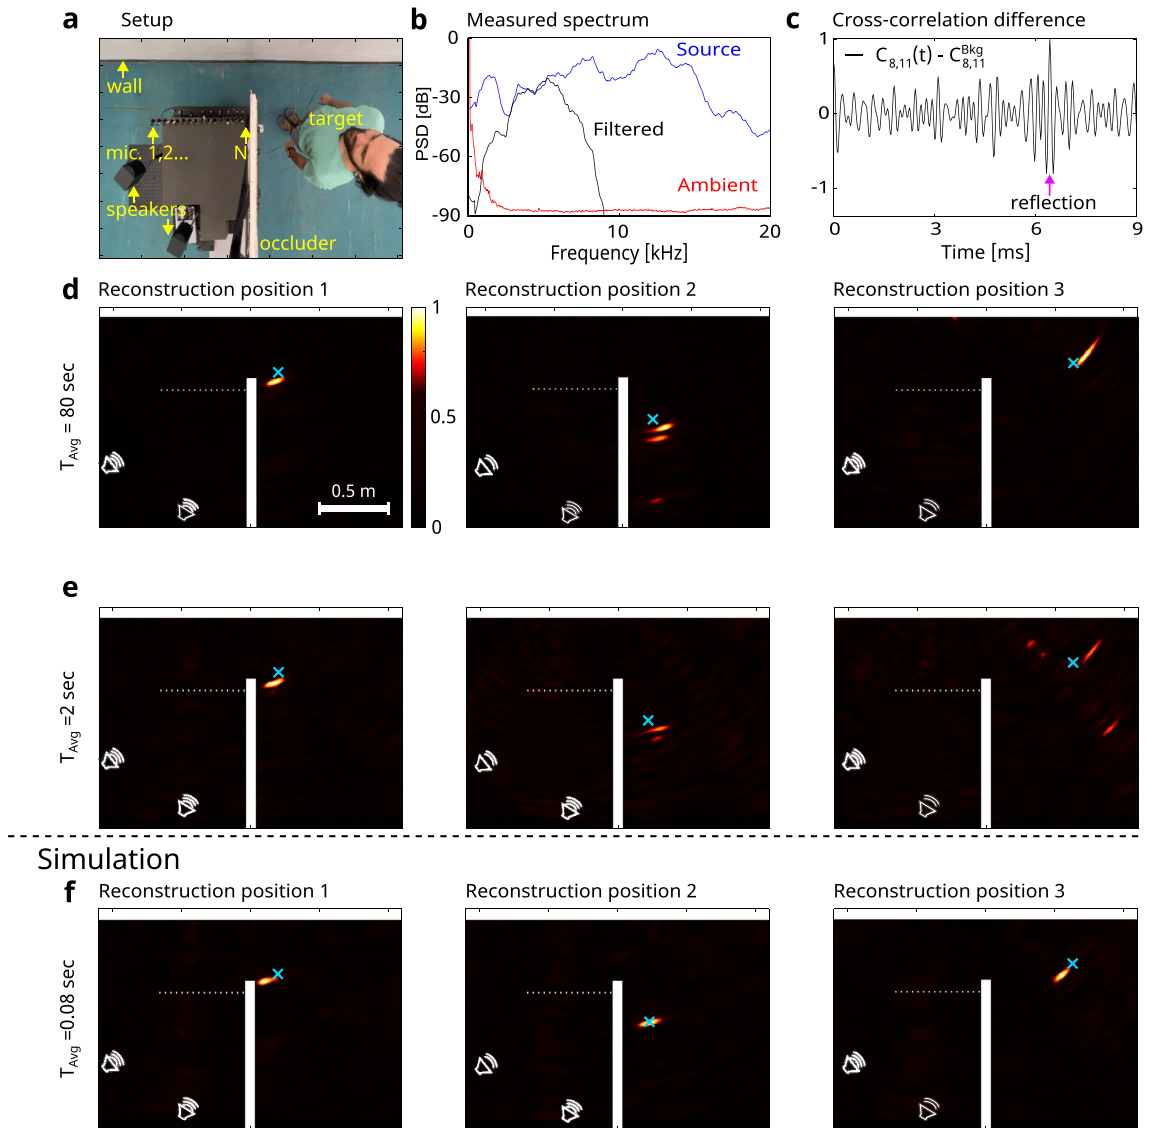 a Setup
wall
mic. 1,2...
N
target
speakers
occluder
b Measured spectrum
PSD [dB]
0
-30
-60
-90
Source
Filtered
Ambient
0 10 20
Frequency [kHz]
c Cross-correlation difference
1
0
-1
C8,11(t) - C8,11Bkg
reflection
0 3 6 9
Time [ms]
d Reconstruction position 1
Reconstruction position 2
Reconstruction position 3
TAvg = 80 sec
1
0.5
0
0.5 m
e
TAvg =2 sec
Simulation
f Reconstruction position 1
Reconstruction position 2
Reconstruction position 3
TAvg =0.08 sec